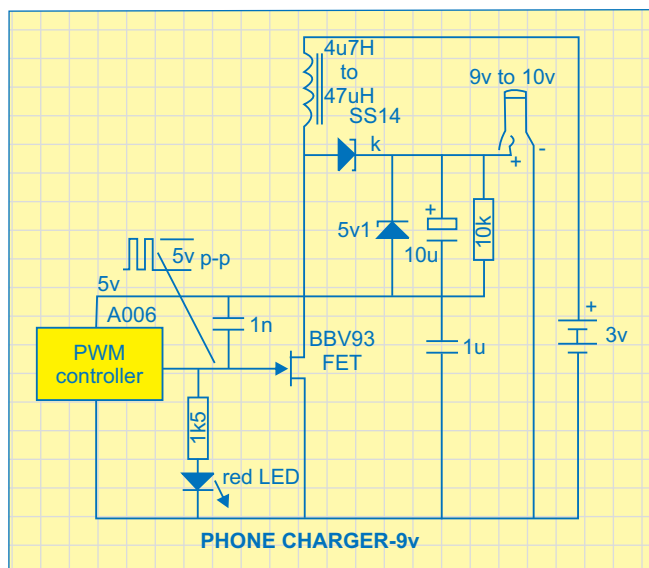 4u7H
to
47uH
SS14
k
9v to 10v
+
-
5v1
+
10u
10k
5v p-p
5v
A006
1n
PWM
controller
BBV93
FET
1u
+
3v
1k5
red LED
PHONE CHARGER-9v